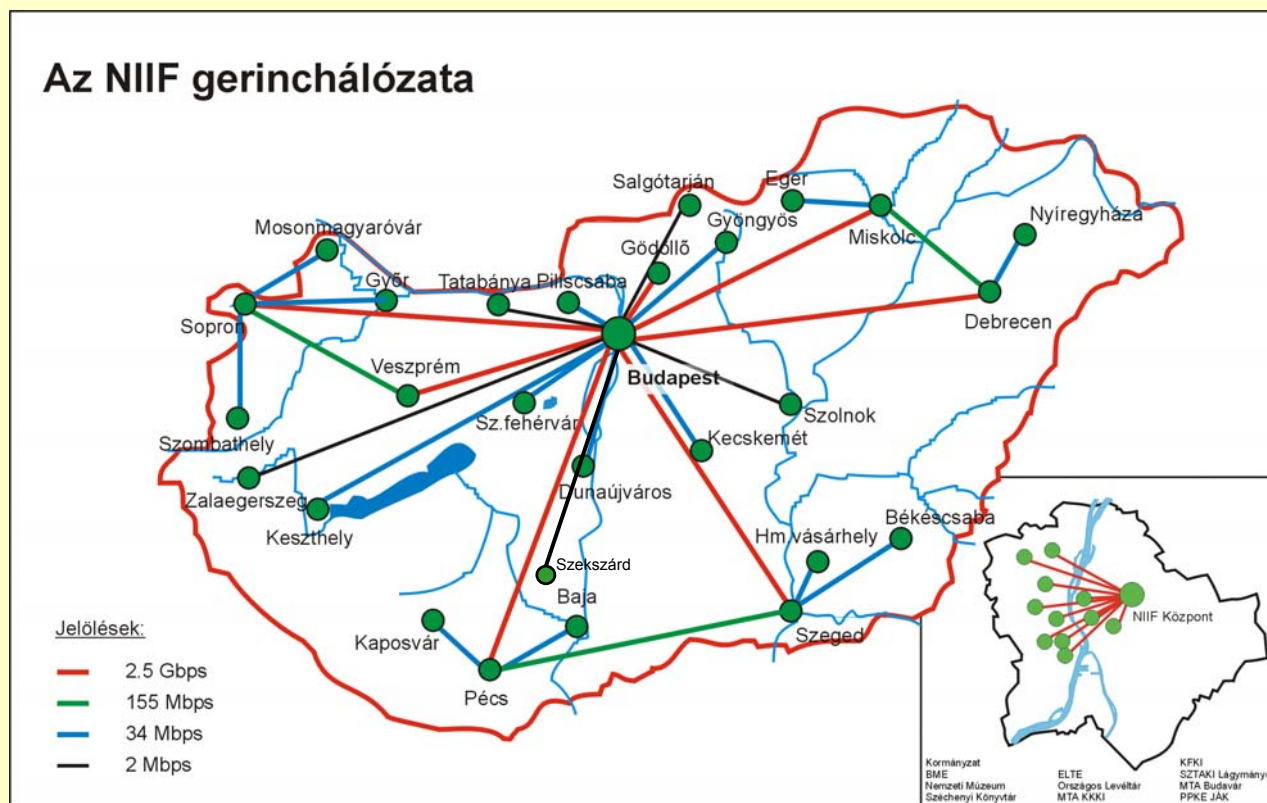 Az NIIF gerinchálózata
Salgótarján
Eger
Gyöngyös
Nyíregyháza
Mosonmagyaróvár
Gödöllő
Miskolc
Győr
Tatabánya Piliscsaba
Sopron
Debrecen
Veszprém
Budapest
Sz.fehérvár
Szolnok
Szombathely
Kecskemét
Zalaegerszeg
Dunaújváros
Keszthely
Hm.vásárhely
Békéscsaba
Szekszárd
Baja
Kaposvár
Szeged
Pécs
NIIF Központ
Jelölések:
2.5 Gbps
155 Mbps
34 Mbps
2 Mbps
Kormányzat
BME
Nemzeti Múzeum
Széchenyi Könyvtár
ELTE
Országos Levéltár
MTA KKKI
KFKI
SZTAKI Lágymányo
MTA Budavár
PPKE JÁK